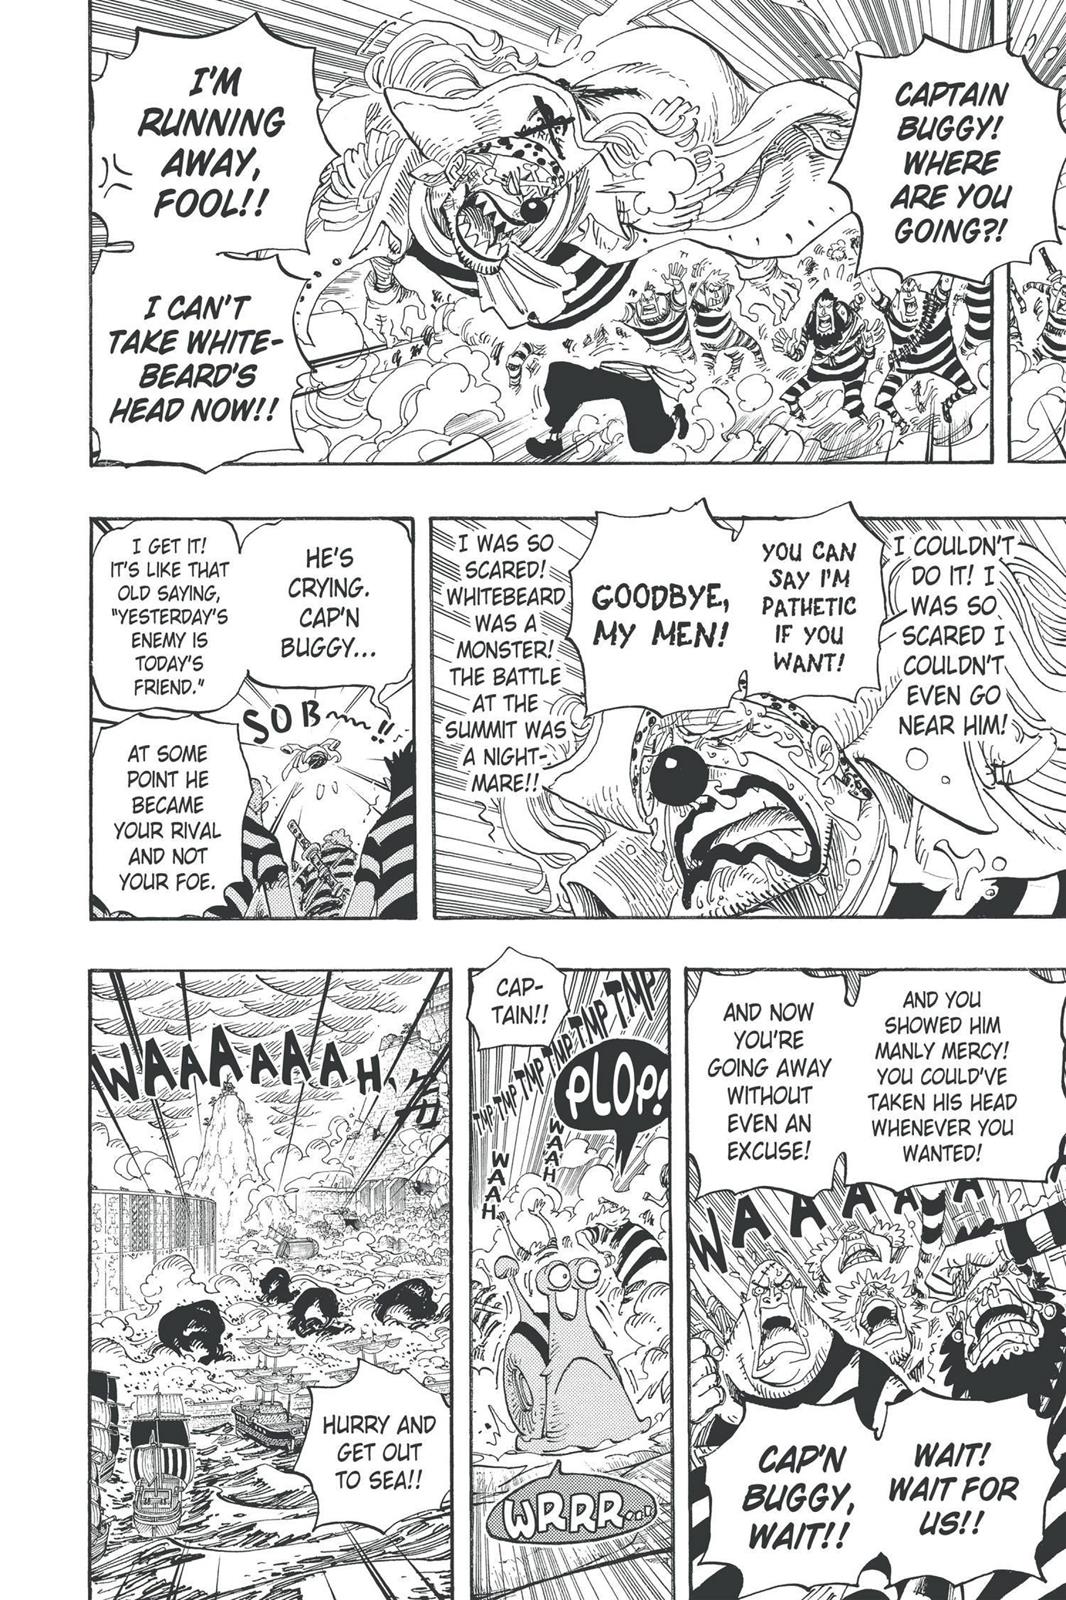 CAPTAIN
BUGGY!
WHERE
ARE YOU
GOING?!
I'M
RUNNING
AWAY,
FOOL!!
I CAN'T
TAKE WHITE-
BEARD'S
HEAD NOW!!
I COULDN'T
DO IT! I
WAS SO
SCARED I
COULDN'T
EVEN GO
NEAR HIM!
YOU CAN
SAY I'M
PATHETIC
IF YOU
WANT!
GOODBYE,
MY MEN!
I WAS SO
SCARED!
WHITEBEARD
WAS A
MONSTER!
THE BATTLE
AT THE
SUMMIT WAS
A NIGHT-
MARE!!
HE'S
CRYING.
CAP'N
BUGGY...
SOB~~!!
I GET IT!
IT'S LIKE THAT
OLD SAYING,
"YESTERDAY'S
ENEMY IS
TODAY'S
FRIEND."
AT SOME
POINT HE
BECAME
YOUR RIVAL
AND NOT
YOUR FOE.
AND YOU
SHOWED HIM
MANLY MERCY!
YOU COULD'VE
TAKEN HIS HEAD
WHENEVER YOU
WANTED!
AND NOW
YOU'RE
GOING AWAY
WITHOUT
EVEN AN
EXCUSE!
WAAAAA
WAIT!
WAIT FOR
US!!
CAP'N
BUGGY,
WAIT!!
CAP-
TAIN!!
TMP TMP TMP TMP TMP TMP TMP
PLOP!
WAAH
WAAH
WRRR...
WAAAAAAAH
HURRY AND
GET OUT
TO SEA!!